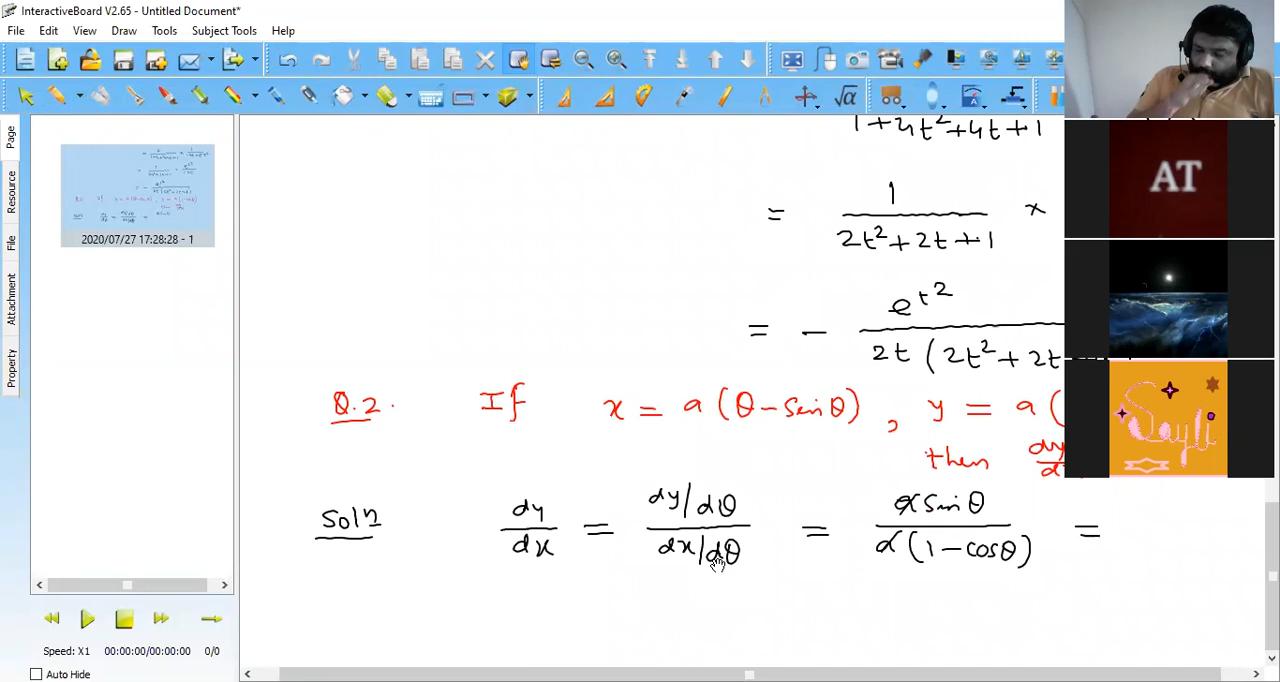 InteractiveBoard V2.65 - Untitled Document*
File Edit View Draw Tools Subject Tools Help
Page
Resource
File
Attachment
Property
2020/07/27 17:28:28 - 1
Speed: X1 00:00:00/00:00:00 0/0
Auto Hide
1+4t²+4t+1
= 1 / 2t²+2t+1 ×
= - e^t² / 2t (2t²+2t
Q.2. If x = a(θ-sinθ), y = a(
then dy
Soln dy/dx = dy/dθ / dx/dθ = a sinθ / a(1-cosθ) =
AT
Sayli